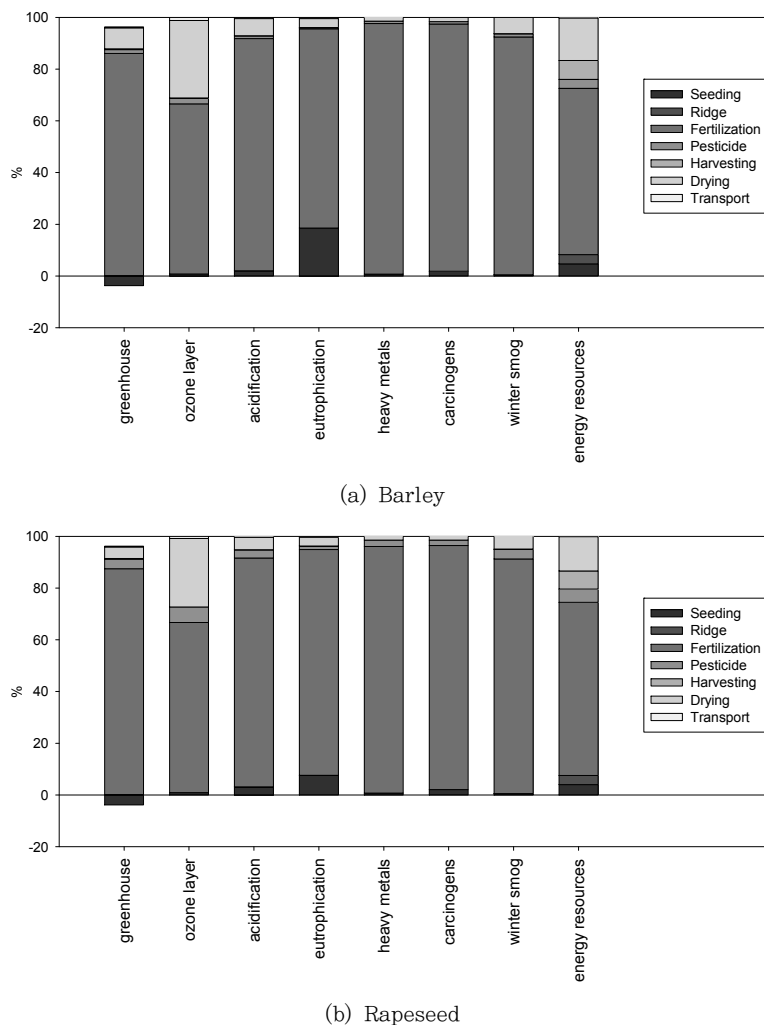 100
80
60
40
20
0
-20
%
greenhouse
ozone layer
acidification
eutrophication
heavy metals
carcinogens
winter smog
energy resources
Seeding
Ridge
Fertilization
Pesticide
Harvesting
Drying
Transport
(a) Barley
100
80
60
40
20
0
-20
%
greenhouse
ozone layer
acidification
eutrophication
heavy metals
carcinogens
winter smog
energy resources
Seeding
Ridge
Fertilization
Pesticide
Harvesting
Drying
Transport
(b) Rapeseed